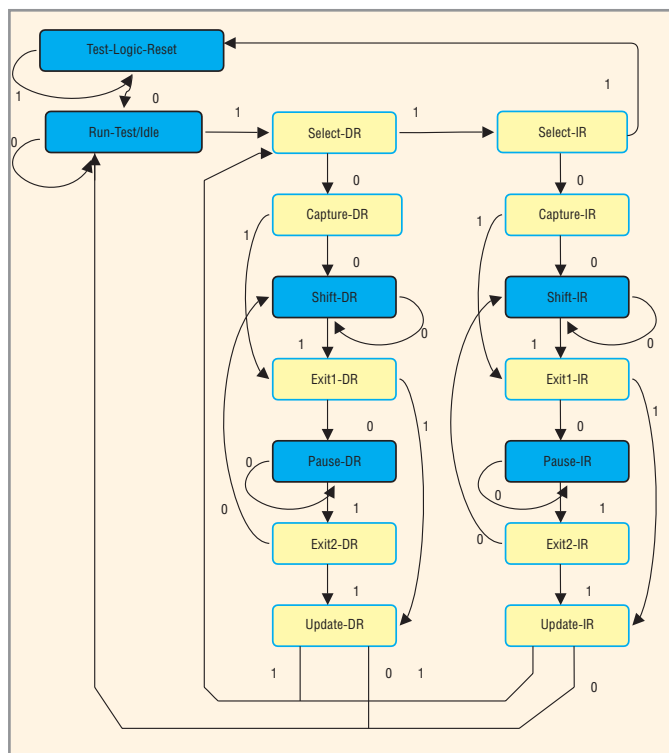 Test-Logic-Reset
1
1
0
Run-Test/Idle
1
Select-DR
1
Select-IR
0
0
0
Capture-DR
Capture-IR
1
1
0
0
Shift-DR
Shift-IR
0
0
1
1
Exit1-DR
Exit1-IR
1
1
0
0
Pause-DR
Pause-IR
0
0
1
1
Exit2-DR
Exit2-IR
0
0
1
1
Update-DR
Update-IR
1
0
1
0